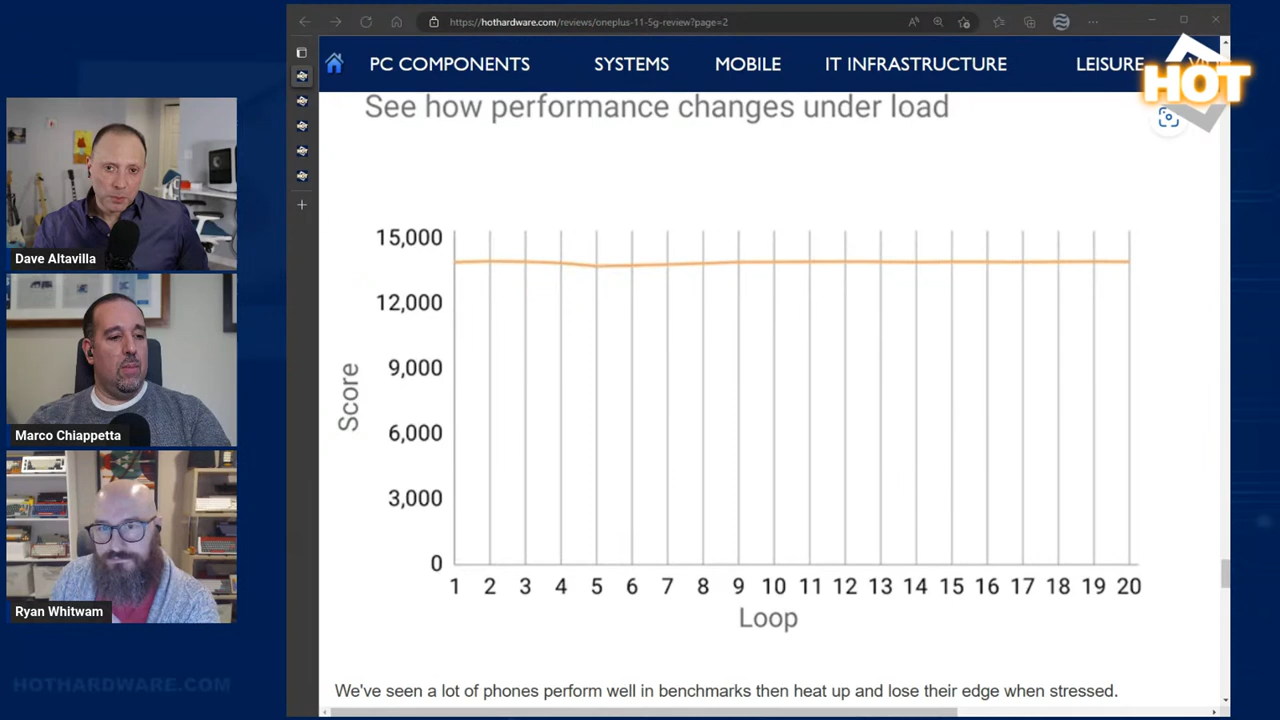 https://hothardware.com/reviews/oneplus-11-5g-review?page=2
PC COMPONENTS SYSTEMS MOBILE IT INFRASTRUCTURE LEISURE
HOT
See how performance changes under load
15,000
12,000
9,000
6,000
3,000
0
Score
1 2 3 4 5 6 7 8 9 10 11 12 13 14 15 16 17 18 19 20
Loop
We've seen a lot of phones perform well in benchmarks then heat up and lose their edge when stressed.
Dave Altavilla
Marco Chiappetta
Ryan Whitwam
HOTHARDWARE.COM